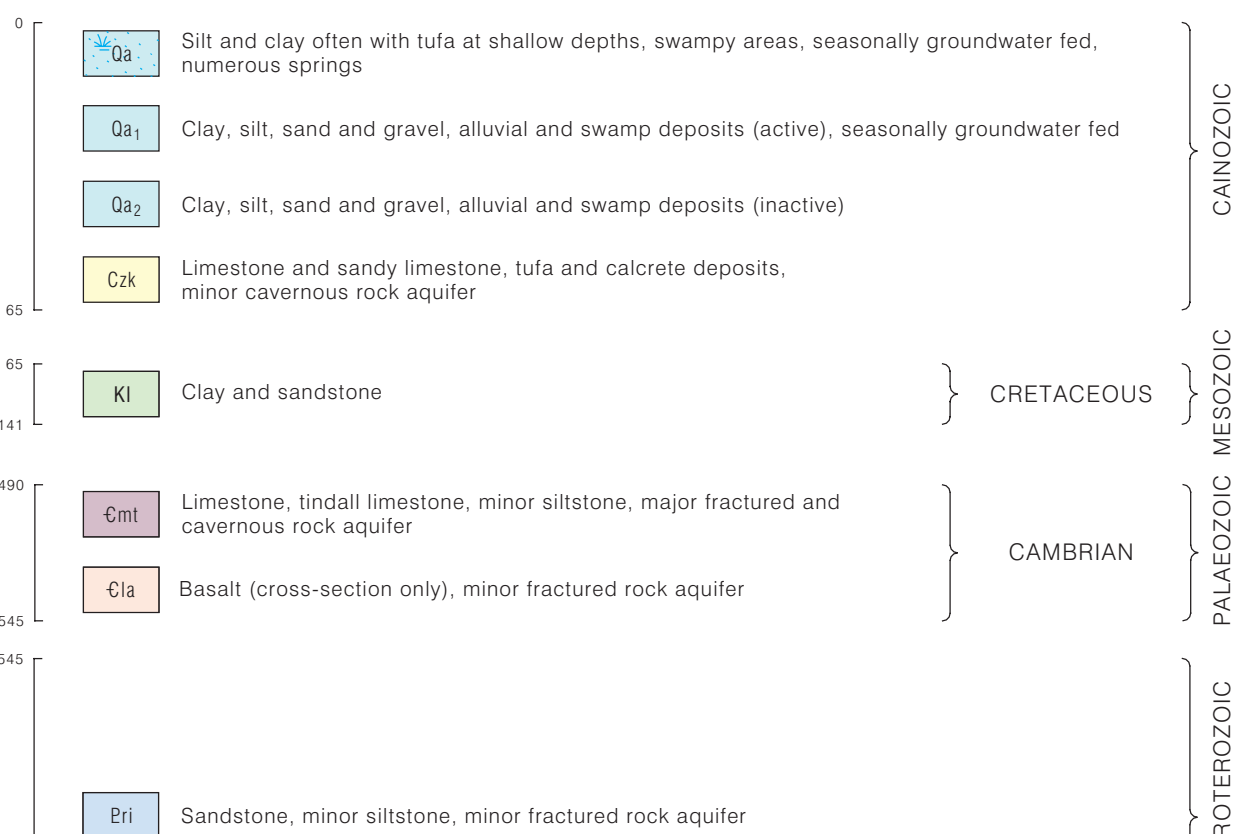 0
Qa
Silt and clay often with tufa at shallow depths, swampy areas, seasonally groundwater fed,
numerous springs
Qa₁
Clay, silt, sand and gravel, alluvial and swamp deposits (active), seasonally groundwater fed
Qa₂
Clay, silt, sand and gravel, alluvial and swamp deposits (inactive)
Czk
Limestone and sandy limestone, tufa and calcrete deposits,
minor cavernous rock aquifer
65
CAINOZOIC
65
Kl
Clay and sandstone
141
CRETACEOUS
MESOZOIC
490
Єmt
Limestone, tindall limestone, minor siltstone, major fractured and
cavernous rock aquifer
Єla
Basalt (cross-section only), minor fractured rock aquifer
545
CAMBRIAN
PALAEOZOIC
545
Pri
Sandstone, minor siltstone, minor fractured rock aquifer
ROTEROZOIC